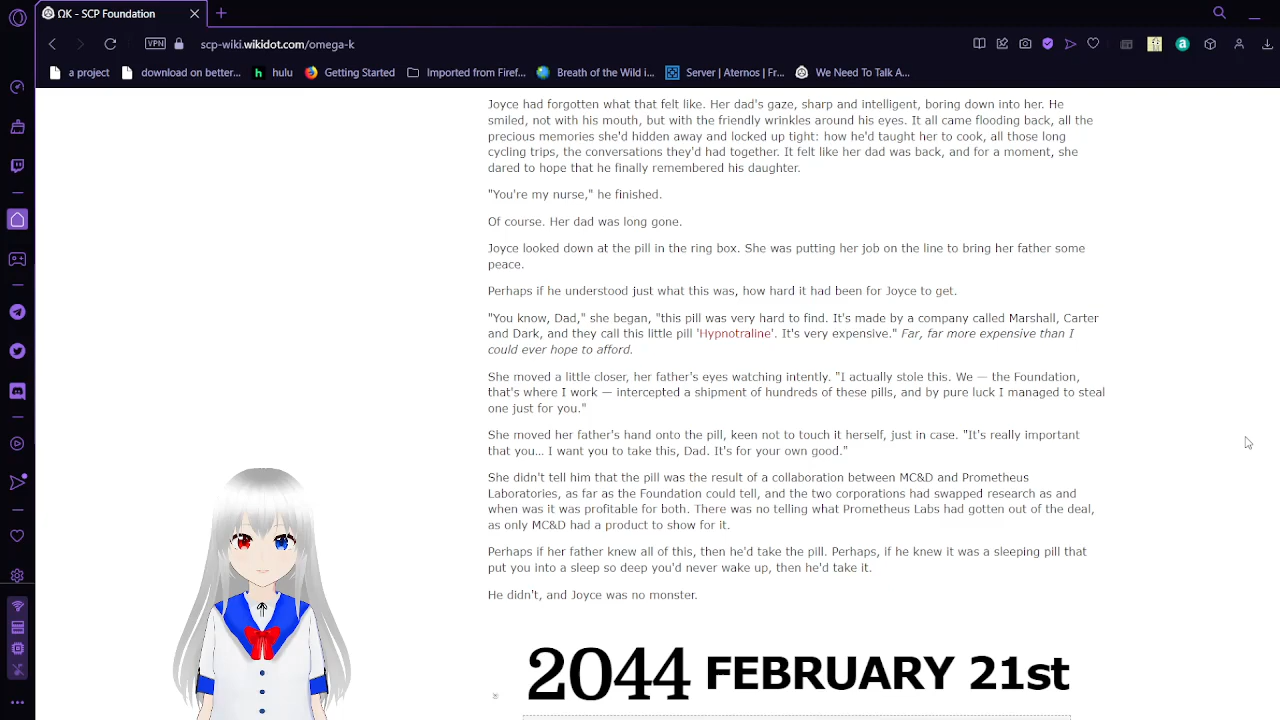 ΩK - SCP Foundation
VPN
scp-wiki.wikidot.com/omega-k
a project
download on better...
hulu
Getting Started
Imported from Firef...
Breath of the Wild i...
Server | Aternos | Fr...
We Need To Talk A...
Joyce had forgotten what that felt like. Her dad's gaze, sharp and intelligent, boring down into her. He
smiled, not with his mouth, but with the friendly wrinkles around his eyes. It all came flooding back, all the
precious memories she'd hidden away and locked up tight: how he'd taught her to cook, all those long
cycling trips, the conversations they'd had together. It felt like her dad was back, and for a moment, she
dared to hope that he finally remembered his daughter.
"You're my nurse," he finished.
Of course. Her dad was long gone.
Joyce looked down at the pill in the ring box. She was putting her job on the line to bring her father some
peace.
Perhaps if he understood just what this was, how hard it had been for Joyce to get.
"You know, Dad," she began, "this pill was very hard to find. It's made by a company called Marshall, Carter
and Dark, and they call this little pill 'Hypnotraline'. It's very expensive." Far, far more expensive than I
could ever hope to afford.
She moved a little closer, her father's eyes watching intently. "I actually stole this. We — the Foundation,
that's where I work — intercepted a shipment of hundreds of these pills, and by pure luck I managed to steal
one just for you."
She moved her father's hand onto the pill, keen not to touch it herself, just in case. "It's really important
that you... I want you to take this, Dad. It's for your own good."
She didn't tell him that the pill was the result of a collaboration between MC&D and Prometheus
Laboratories, as far as the Foundation could tell, and the two corporations had swapped research as and
when was it was profitable for both. There was no telling what Prometheus Labs had gotten out of the deal,
as only MC&D had a product to show for it.
Perhaps if her father knew all of this, then he'd take the pill. Perhaps, if he knew it was a sleeping pill that
put you into a sleep so deep you'd never wake up, then he'd take it.
He didn't, and Joyce was no monster.
2044 FEBRUARY 21st